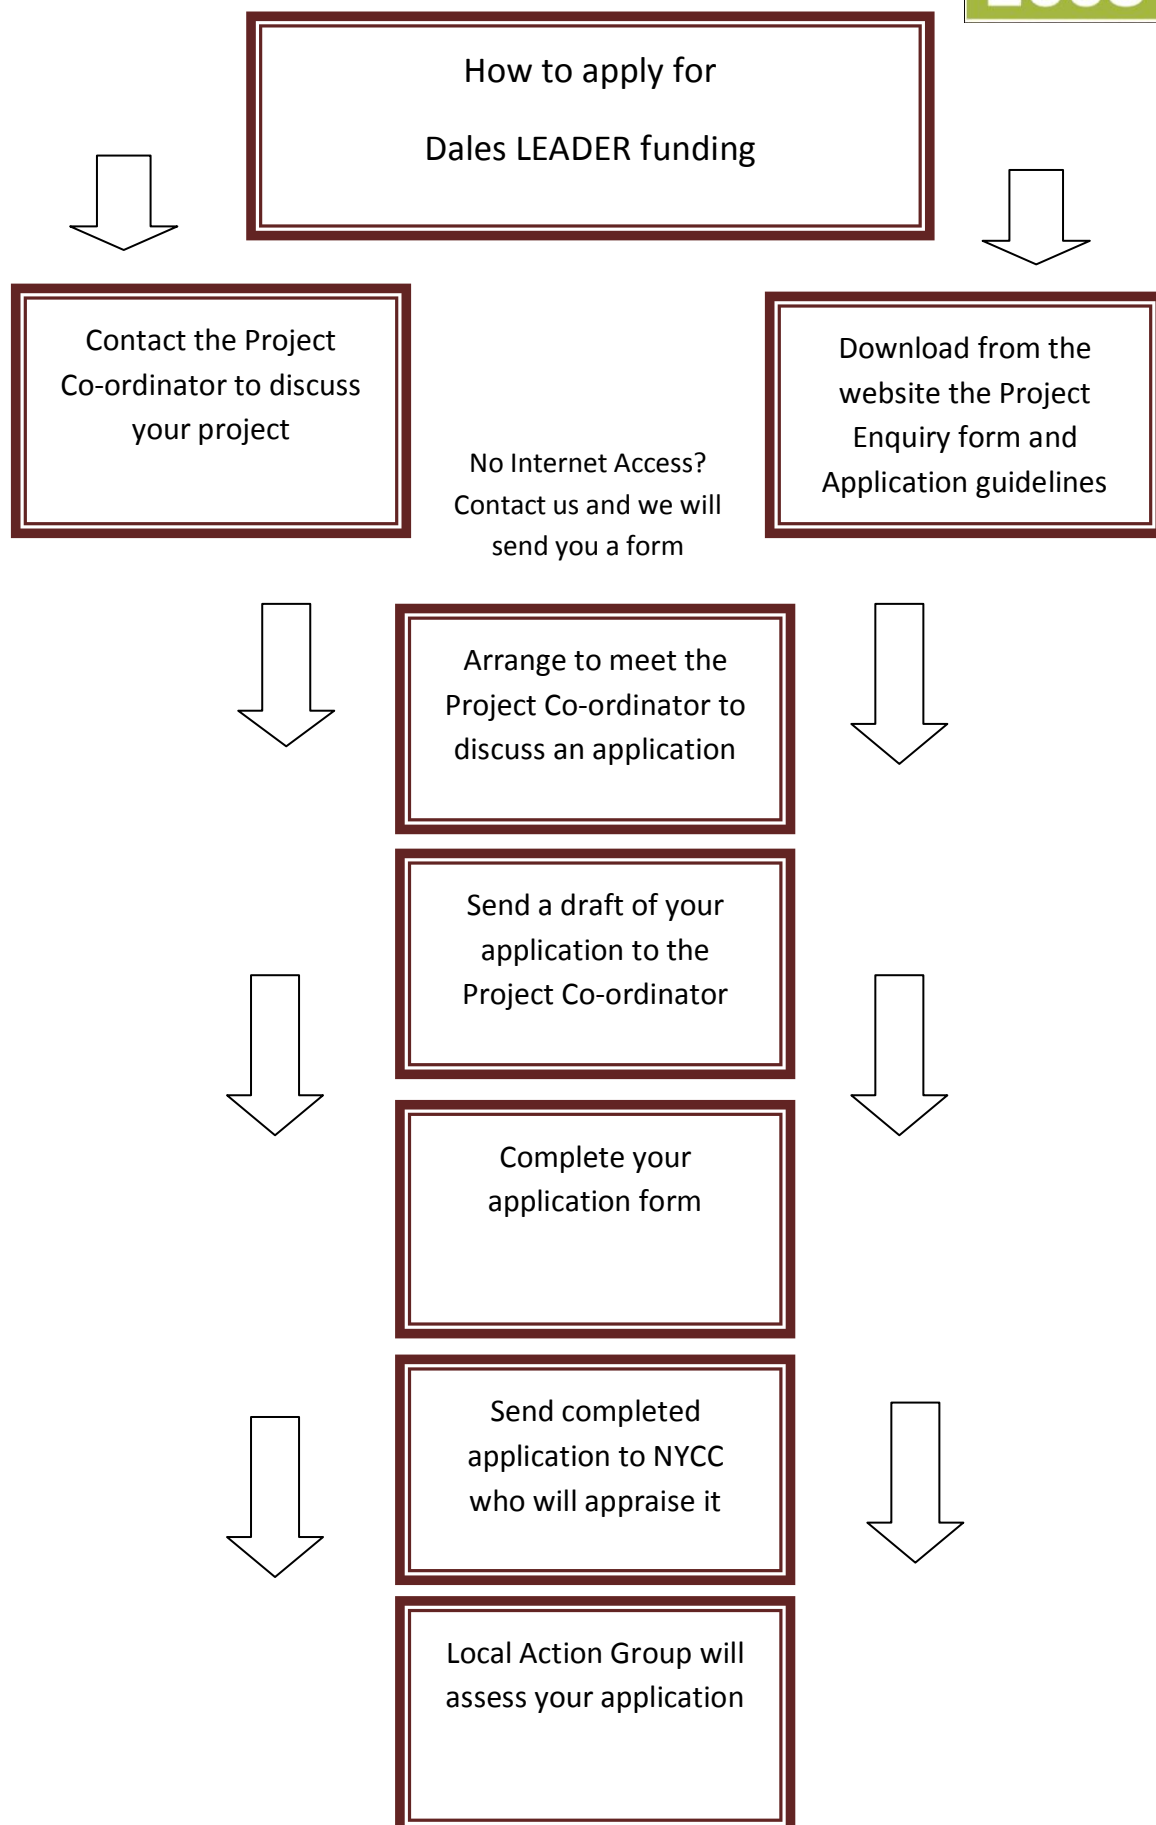 How to apply for
Dales LEADER funding
Contact the Project
Co-ordinator to discuss
your project
Download from the
website the Project
Enquiry form and
Application guidelines
No Internet Access?
Contact us and we will
send you a form
Arrange to meet the
Project Co-ordinator to
discuss an application
Send a draft of your
application to the
Project Co-ordinator
Complete your
application form
Send completed
application to NYCC
who will appraise it
Local Action Group will
assess your application